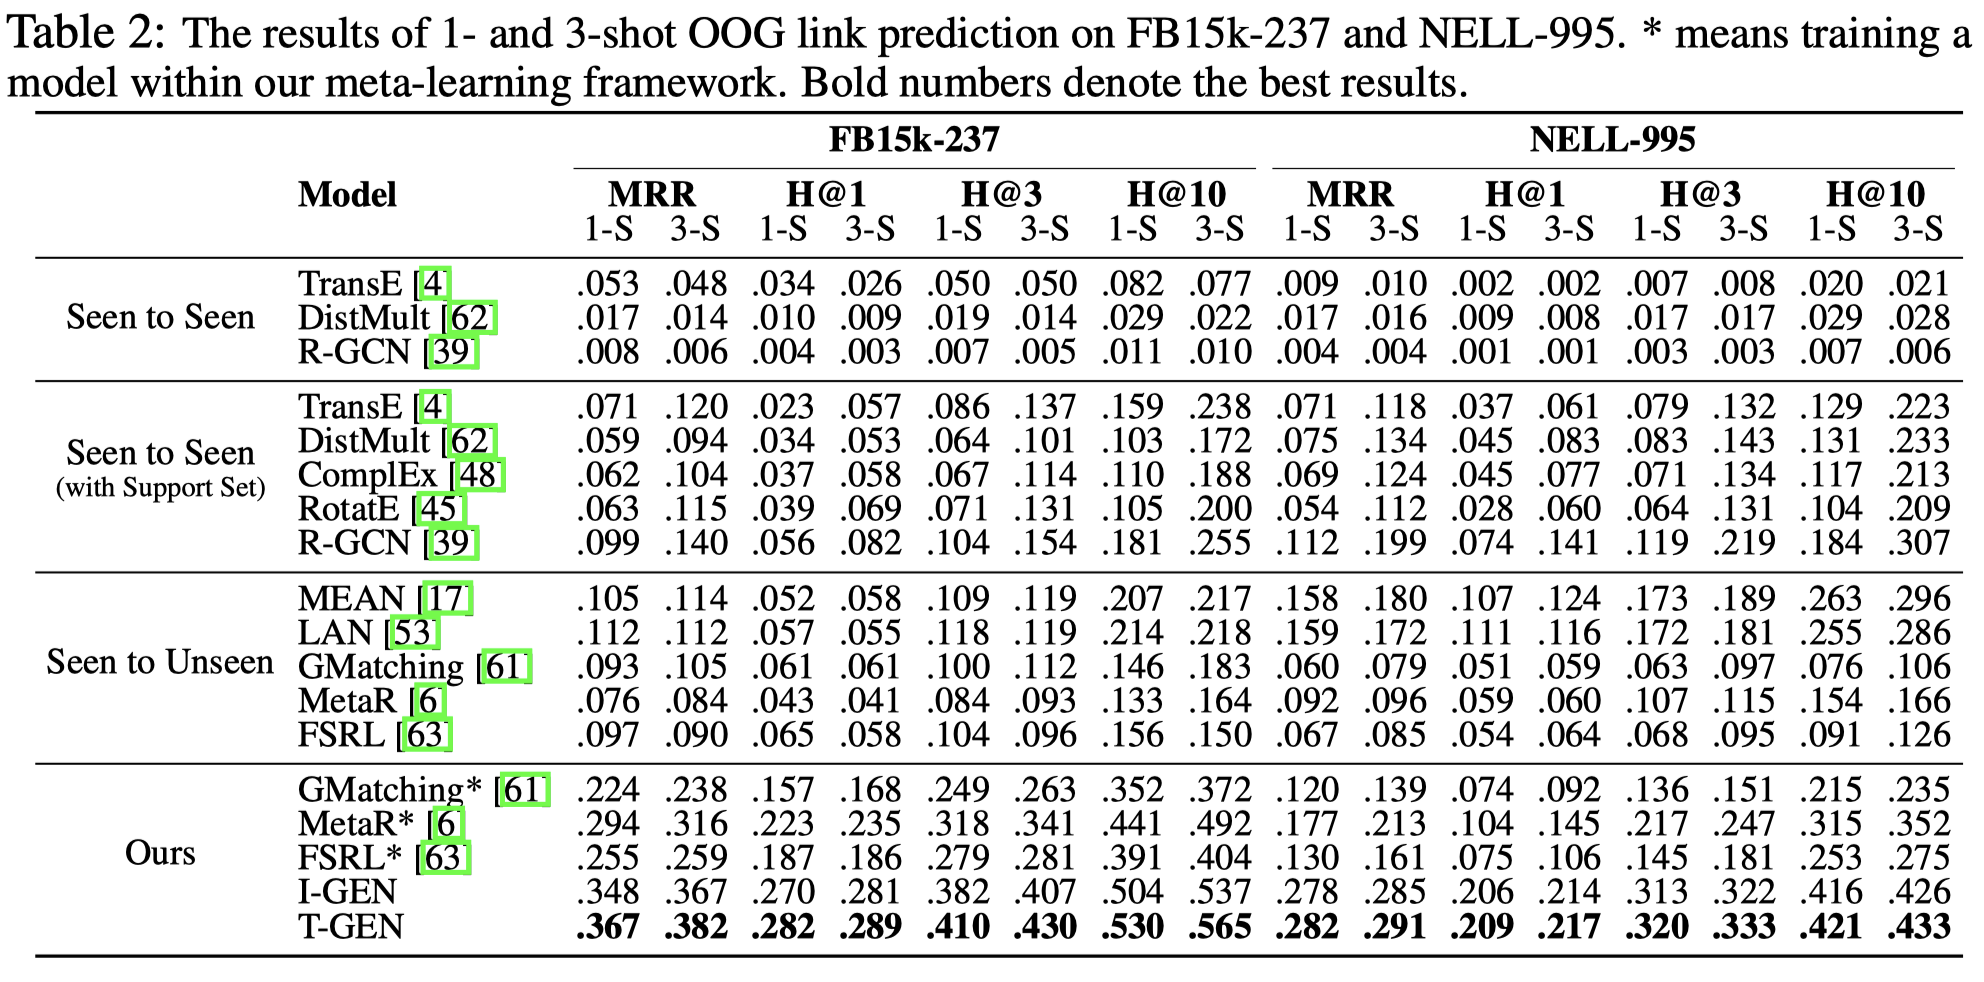 Table 2: The results of 1- and 3-shot OOG link prediction on FB15k-237 and NELL-995. * means training a
model within our meta-learning framework. Bold numbers denote the best results.
FB15k-237 NELL-995
Model MRR H@1 H@3 H@10 MRR H@1 H@3 H@10
1-S 3-S 1-S 3-S 1-S 3-S 1-S 3-S 1-S 3-S 1-S 3-S 1-S 3-S 1-S 3-S
TransE [4] .053 .048 .034 .026 .050 .050 .082 .077 .009 .010 .002 .002 .007 .008 .020 .021
Seen to Seen DistMult [62] .017 .014 .010 .009 .019 .014 .029 .022 .017 .016 .009 .008 .017 .017 .029 .028
R-GCN [39] .008 .006 .004 .003 .007 .005 .011 .010 .004 .004 .001 .001 .003 .003 .007 .006
TransE [4] .071 .120 .023 .057 .086 .137 .159 .238 .071 .118 .037 .061 .079 .132 .129 .223
Seen to Seen DistMult [62] .059 .094 .034 .053 .064 .101 .103 .172 .075 .134 .045 .083 .083 .143 .131 .233
(with Support Set) ComplEx [48] .062 .104 .037 .058 .067 .114 .110 .188 .069 .124 .045 .077 .071 .134 .117 .213
RotatE [45] .063 .115 .039 .069 .071 .131 .105 .200 .054 .112 .028 .060 .064 .131 .104 .209
R-GCN [39] .099 .140 .056 .082 .104 .154 .181 .255 .112 .199 .074 .141 .119 .219 .184 .307
MEAN [17] .105 .114 .052 .058 .109 .119 .207 .217 .158 .180 .107 .124 .173 .189 .263 .296
LAN [53] .112 .112 .057 .055 .118 .119 .214 .218 .159 .172 .111 .116 .172 .181 .255 .286
Seen to Unseen GMatching [61] .093 .105 .061 .061 .100 .112 .146 .183 .060 .079 .051 .059 .063 .097 .076 .106
MetaR [6] .076 .084 .043 .041 .084 .093 .133 .164 .092 .096 .059 .060 .107 .115 .154 .166
FSRL [63] .097 .090 .065 .058 .104 .096 .156 .150 .067 .085 .054 .064 .068 .095 .091 .126
GMatching* [61] .224 .238 .157 .168 .249 .263 .352 .372 .120 .139 .074 .092 .136 .151 .215 .235
MetaR* [6] .294 .316 .223 .235 .318 .341 .441 .492 .177 .213 .104 .145 .217 .247 .315 .352
Ours FSRL* [63] .255 .259 .187 .186 .279 .281 .391 .404 .130 .161 .075 .106 .145 .181 .253 .275
I-GEN .348 .367 .270 .281 .382 .407 .504 .537 .278 .285 .206 .214 .313 .322 .416 .426
T-GEN .367 .382 .282 .289 .410 .430 .530 .565 .282 .291 .209 .217 .320 .333 .421 .433